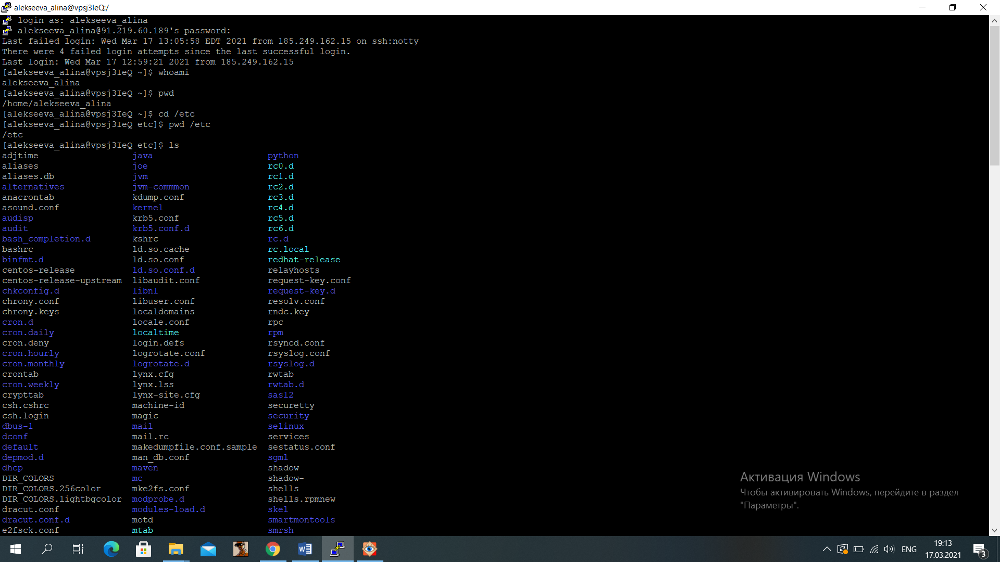 alekseeva_alina@vpsj3IeQ:/
login as: alekseeva_alina
alekseeva_alina@91.219.60.189's password:
Last failed login: Wed Mar 17 13:05:58 EDT 2021 from 185.249.162.15 on ssh:notty
There were 4 failed login attempts since the last successful login.
Last login: Wed Mar 17 12:59:21 2021 from 185.249.162.15
[alekseeva_alina@vpsj3IeQ ~]$ whoami
alekseeva_alina
[alekseeva_alina@vpsj3IeQ ~]$ pwd
/home/alekseeva_alina
[alekseeva_alina@vpsj3IeQ ~]$ cd /etc
[alekseeva_alina@vpsj3IeQ etc]$ pwd /etc
/etc
[alekseeva_alina@vpsj3IeQ etc]$ ls
adjtime java python
aliases joe rc0.d
aliases.db jvm rc1.d
alternatives jvm-commmon rc2.d
anacrontab kdump.conf rc3.d
asound.conf kernel rc4.d
audisp krb5.conf rc5.d
audit krb5.conf.d rc6.d
bash_completion.d kshrc rc.d
bashrc ld.so.cache rc.local
binfmt.d ld.so.conf redhat-release
centos-release ld.so.conf.d relayhosts
centos-release-upstream libaudit.conf request-key.conf
chkconfig.d libnl request-key.d
chrony.conf libuser.conf resolv.conf
chrony.keys localdomains rndc.key
cron.d locale.conf rpc
cron.daily localtime rpm
cron.deny login.defs rsyncd.conf
cron.hourly logrotate.conf rsyslog.conf
cron.monthly logrotate.d rsyslog.d
crontab lynx.cfg rwtab
cron.weekly lynx.lss rwtab.d
crypttab lynx-site.cfg sasl2
csh.cshrc machine-id securetty
csh.login magic security
dbus-1 mail selinux
dconf mail.rc services
default makedumpfile.conf.sample sestatus.conf
depmod.d man_db.conf sgml
dhcp maven shadow
DIR_COLORS mc shadow-
DIR_COLORS.256color mke2fs.conf shells
DIR_COLORS.lightbgcolor modprobe.d shells.rpmnew
dracut.conf modules-load.d skel
dracut.conf.d motd smartmontools
e2fsck.conf mtab smrsh
Активация Windows
Чтобы активировать Windows, перейдите в раздел
"Параметры".
ENG
19:13
17.03.2021
3